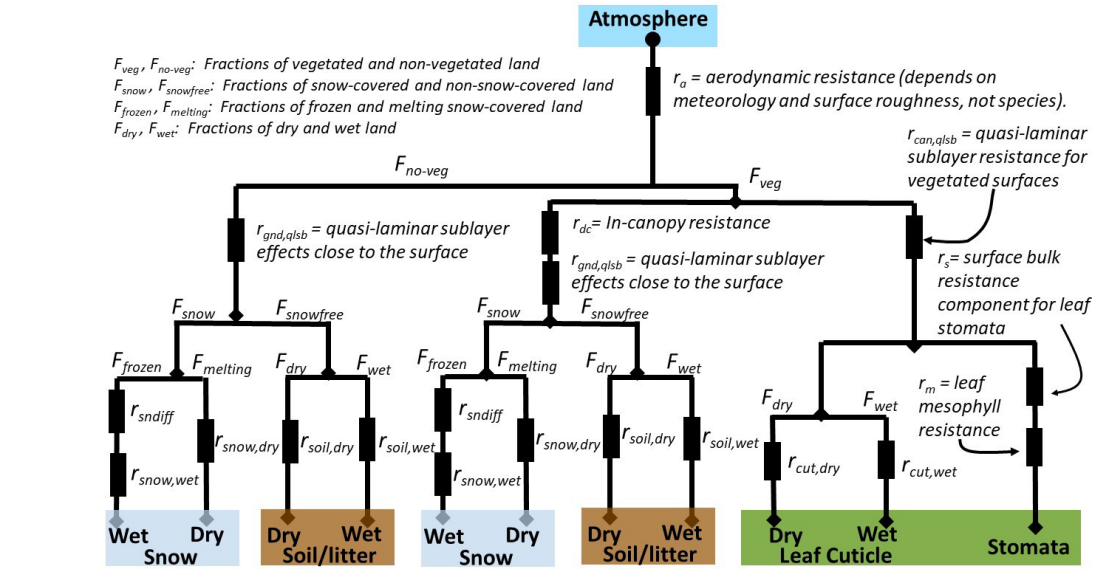 Atmosphere
F_veg, F_no-veg: Fractions of vegetated and non-vegetated land
F_snow, F_snowfree: Fractions of snow-covered and non-snow-covered land
F_frozen, F_melting: Fractions of frozen and melting snow-covered land
F_dry, F_wet: Fractions of dry and wet land
r_a = aerodynamic resistance (depends on
meteorology and surface roughness, not species).
r_can,qlsb = quasi-laminar
sublayer resistance for
vegetated surfaces
F_no-veg
F_veg
r_gnd,qlsb = quasi-laminar sublayer
effects close to the surface
r_dc= In-canopy resistance
r_gnd,qlsb = quasi-laminar sublayer
effects close to the surface
r_s= surface bulk
resistance
component for leaf
stomata
F_snow
F_snowfree
F_snow
F_snowfree
F_frozen
F_melting
F_dry
F_wet
F_frozen
F_melting
F_dry
F_wet
r_m = leaf
mesophyll
resistance
F_dry
F_wet
r_sndiff
r_snow,dry
r_soil,dry
r_soil,wet
r_snow,wet
r_sndiff
r_snow,dry
r_soil,dry
r_soil,wet
r_snow,wet
r_cut,dry
r_cut,wet
Wet Dry
Snow
Dry Wet
Soil/litter
Wet Dry
Snow
Dry Wet
Soil/litter
Dry Wet
Leaf Cuticle
Stomata